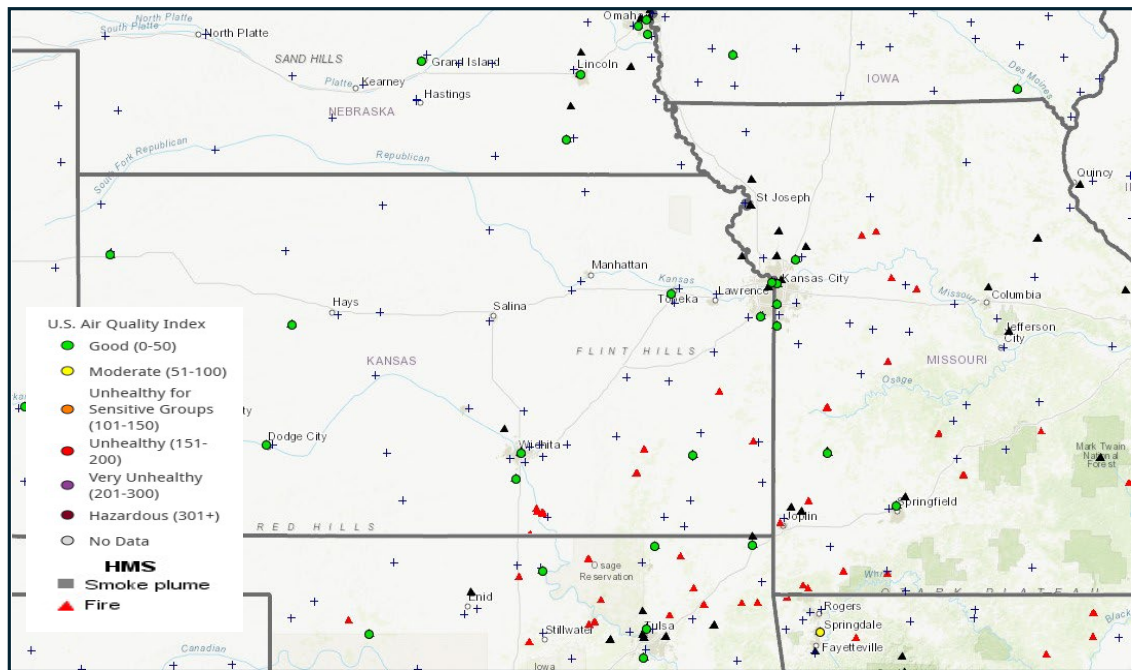 North Platte
South Platte
North Platte
SAND HILLS
Platte
Kearney
Grand Island
Hastings
NEBRASKA
Lincoln
Omaha
IOWA
Des Moines
South Fork Republican
Republican
Quincy
St Joseph
Manhattan
Kansas
Kansas City
Topeka
Lawrence
Missouri
Columbia
Hays
Salina
Jefferson
City
FLINT HILLS
KANSAS
MISSOURI
Osage
Dodge City
Wichita
Mark Twain
National
Forest
Springfield
Joplin
RED HILLS
Osage
Reservation
Enid
Stillwater
Tulsa
Rogers
Springdale
Fayetteville
Canadian
Iowa
Black
U.S. Air Quality Index
Good (0-50)
Moderate (51-100)
Unhealthy for
Sensitive Groups
(101-150)
Unhealthy (151-
200)
Very Unhealthy
(201-300)
Hazardous (301+)
No Data
HMS
Smoke plume
Fire